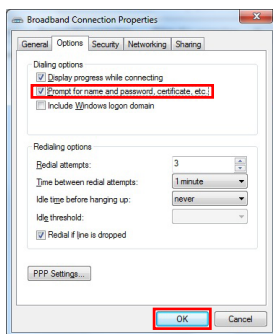 Broadband Connection Properties
General Options Security Networking Sharing
Dialing options
Display progress while connecting
Prompt for name and password, certificate, etc.
Include Windows logon domain
Redialing options
Redial attempts: 3
Time between redial attempts: 1 minute
Idle time before hanging up: never
Idle threshold:
Redial if line is dropped
PPP Settings...
OK Cancel